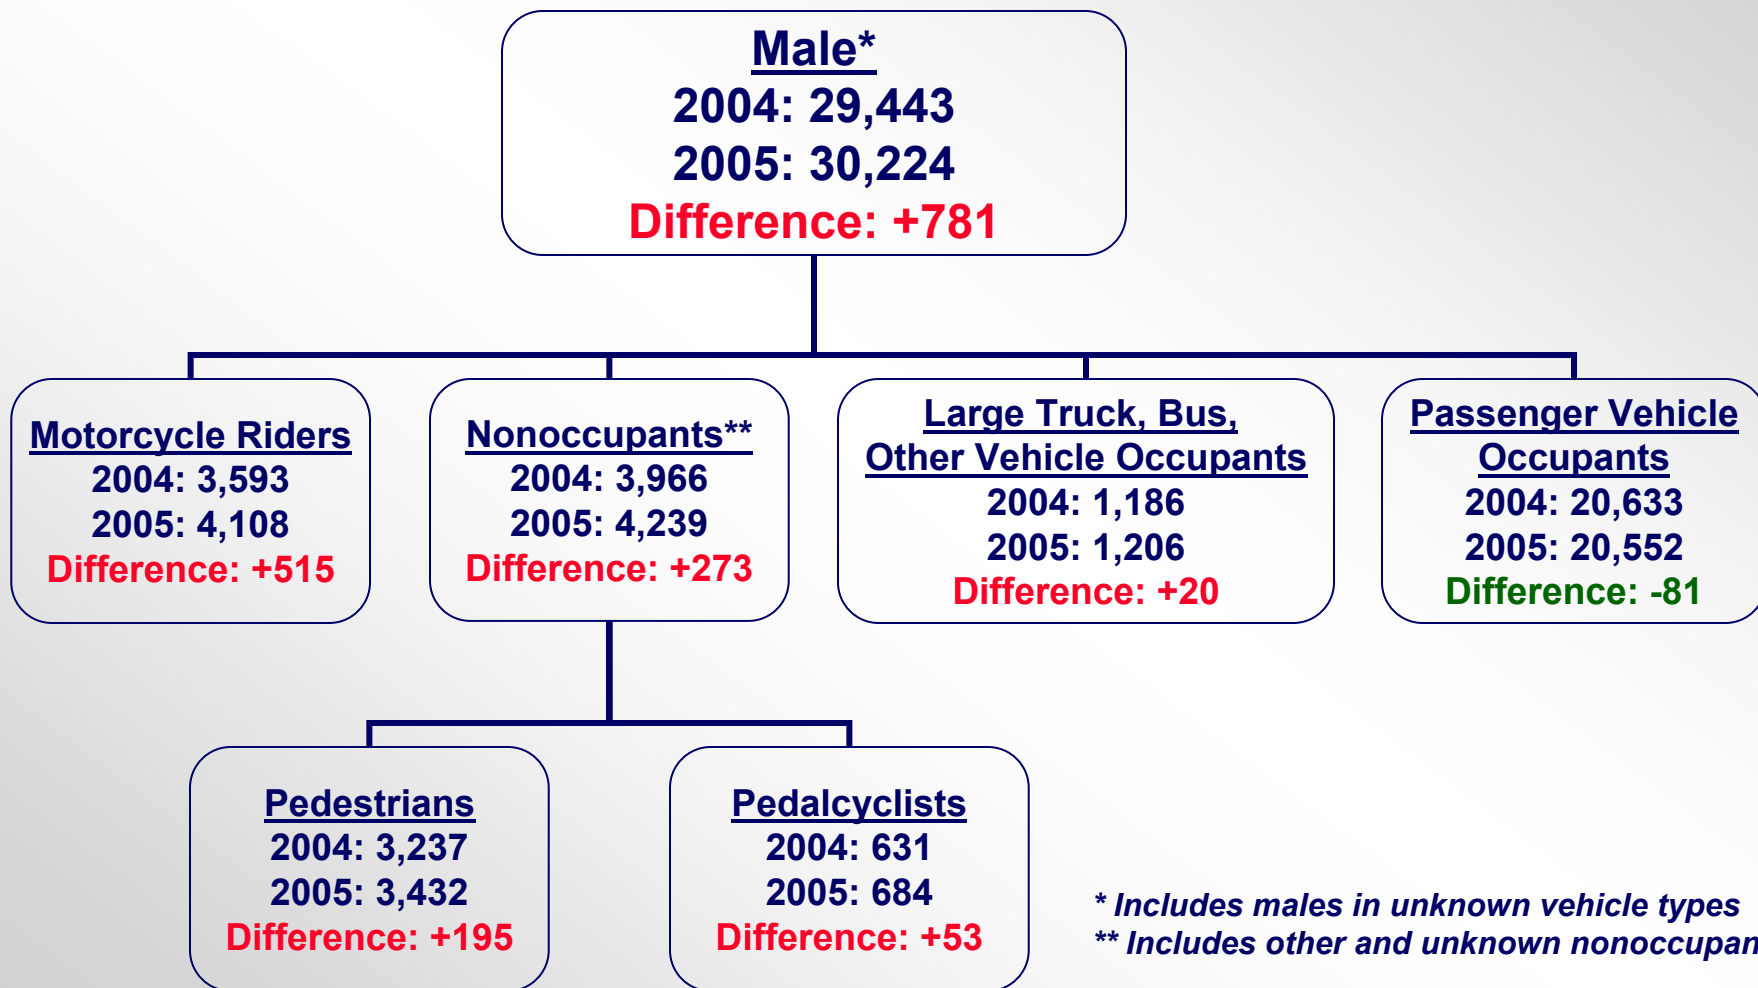 Male*
2004: 29,443
2005: 30,224
Difference: +781
Motorcycle Riders
2004: 3,593
2005: 4,108
Difference: +515
Nonoccupants**
2004: 3,966
2005: 4,239
Difference: +273
Large Truck, Bus,
Other Vehicle Occupants
2004: 1,186
2005: 1,206
Difference: +20
Passenger Vehicle
Occupants
2004: 20,633
2005: 20,552
Difference: -81
Pedestrians
2004: 3,237
2005: 3,432
Difference: +195
Pedalcyclists
2004: 631
2005: 684
Difference: +53
* Includes males in unknown vehicle types
** Includes other and unknown nonoccupan